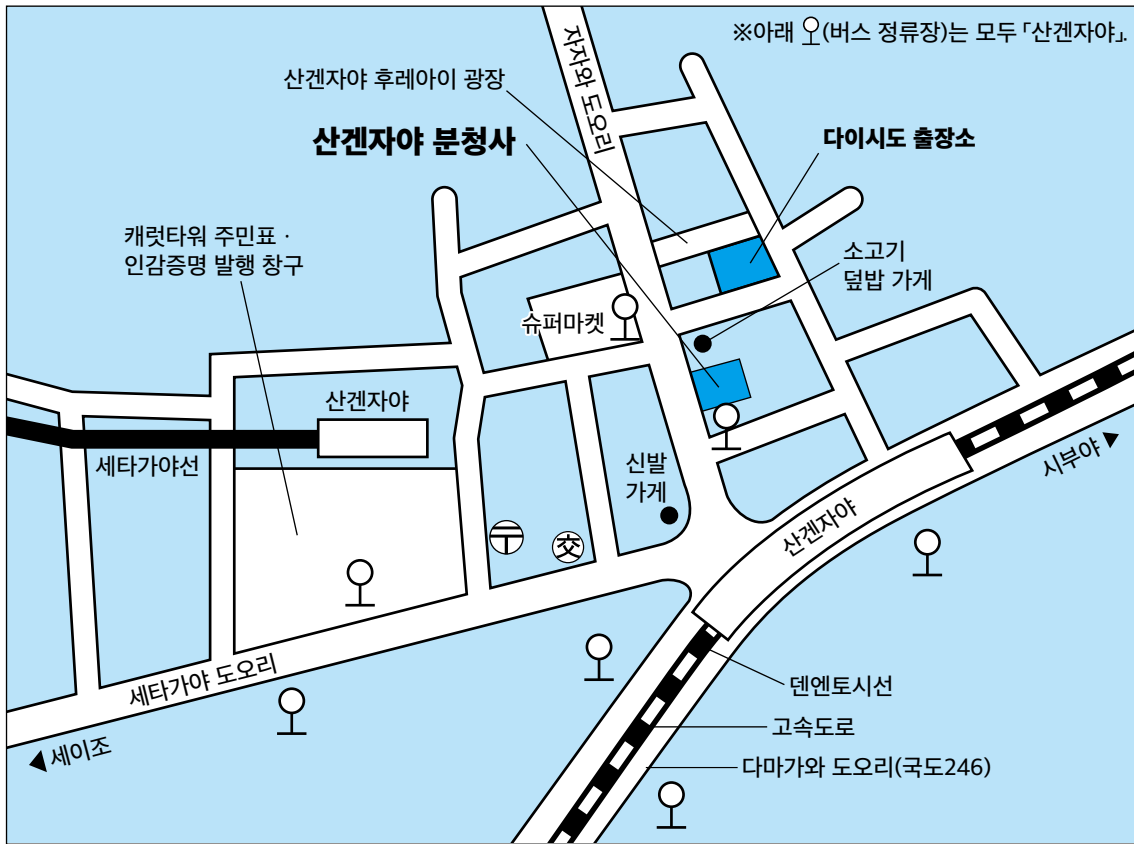 ※아래 (버스 정류장)는 모두 「산겐자야」.
자자와 도오리
산겐자야 후레아이 광장
산겐자야 분청사
다이시도 출장소
캐럿타워 주민표 ·
인감증명 발행 창구
소고기
덮밥 가게
슈퍼마켓
산겐자야
세타가야선
시부야 ▶
신발
가게
산겐자야
〒
交
세타가야 도오리
덴엔토시선
고속도로
◀ 세이조
다마가와 도오리(국도246)